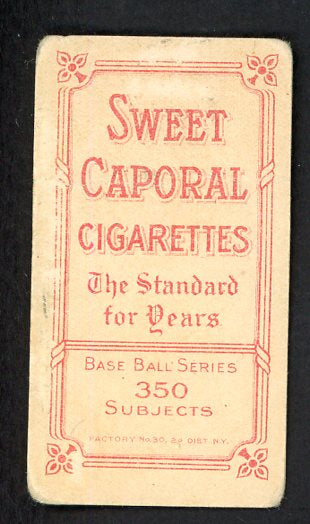 SWEET
CAPORAL
CIGARETTES
The Standard
for Years
BASE BALL SERIES
350
SUBJECTS
FACTORY No. 30, 2d DIST. N.Y.